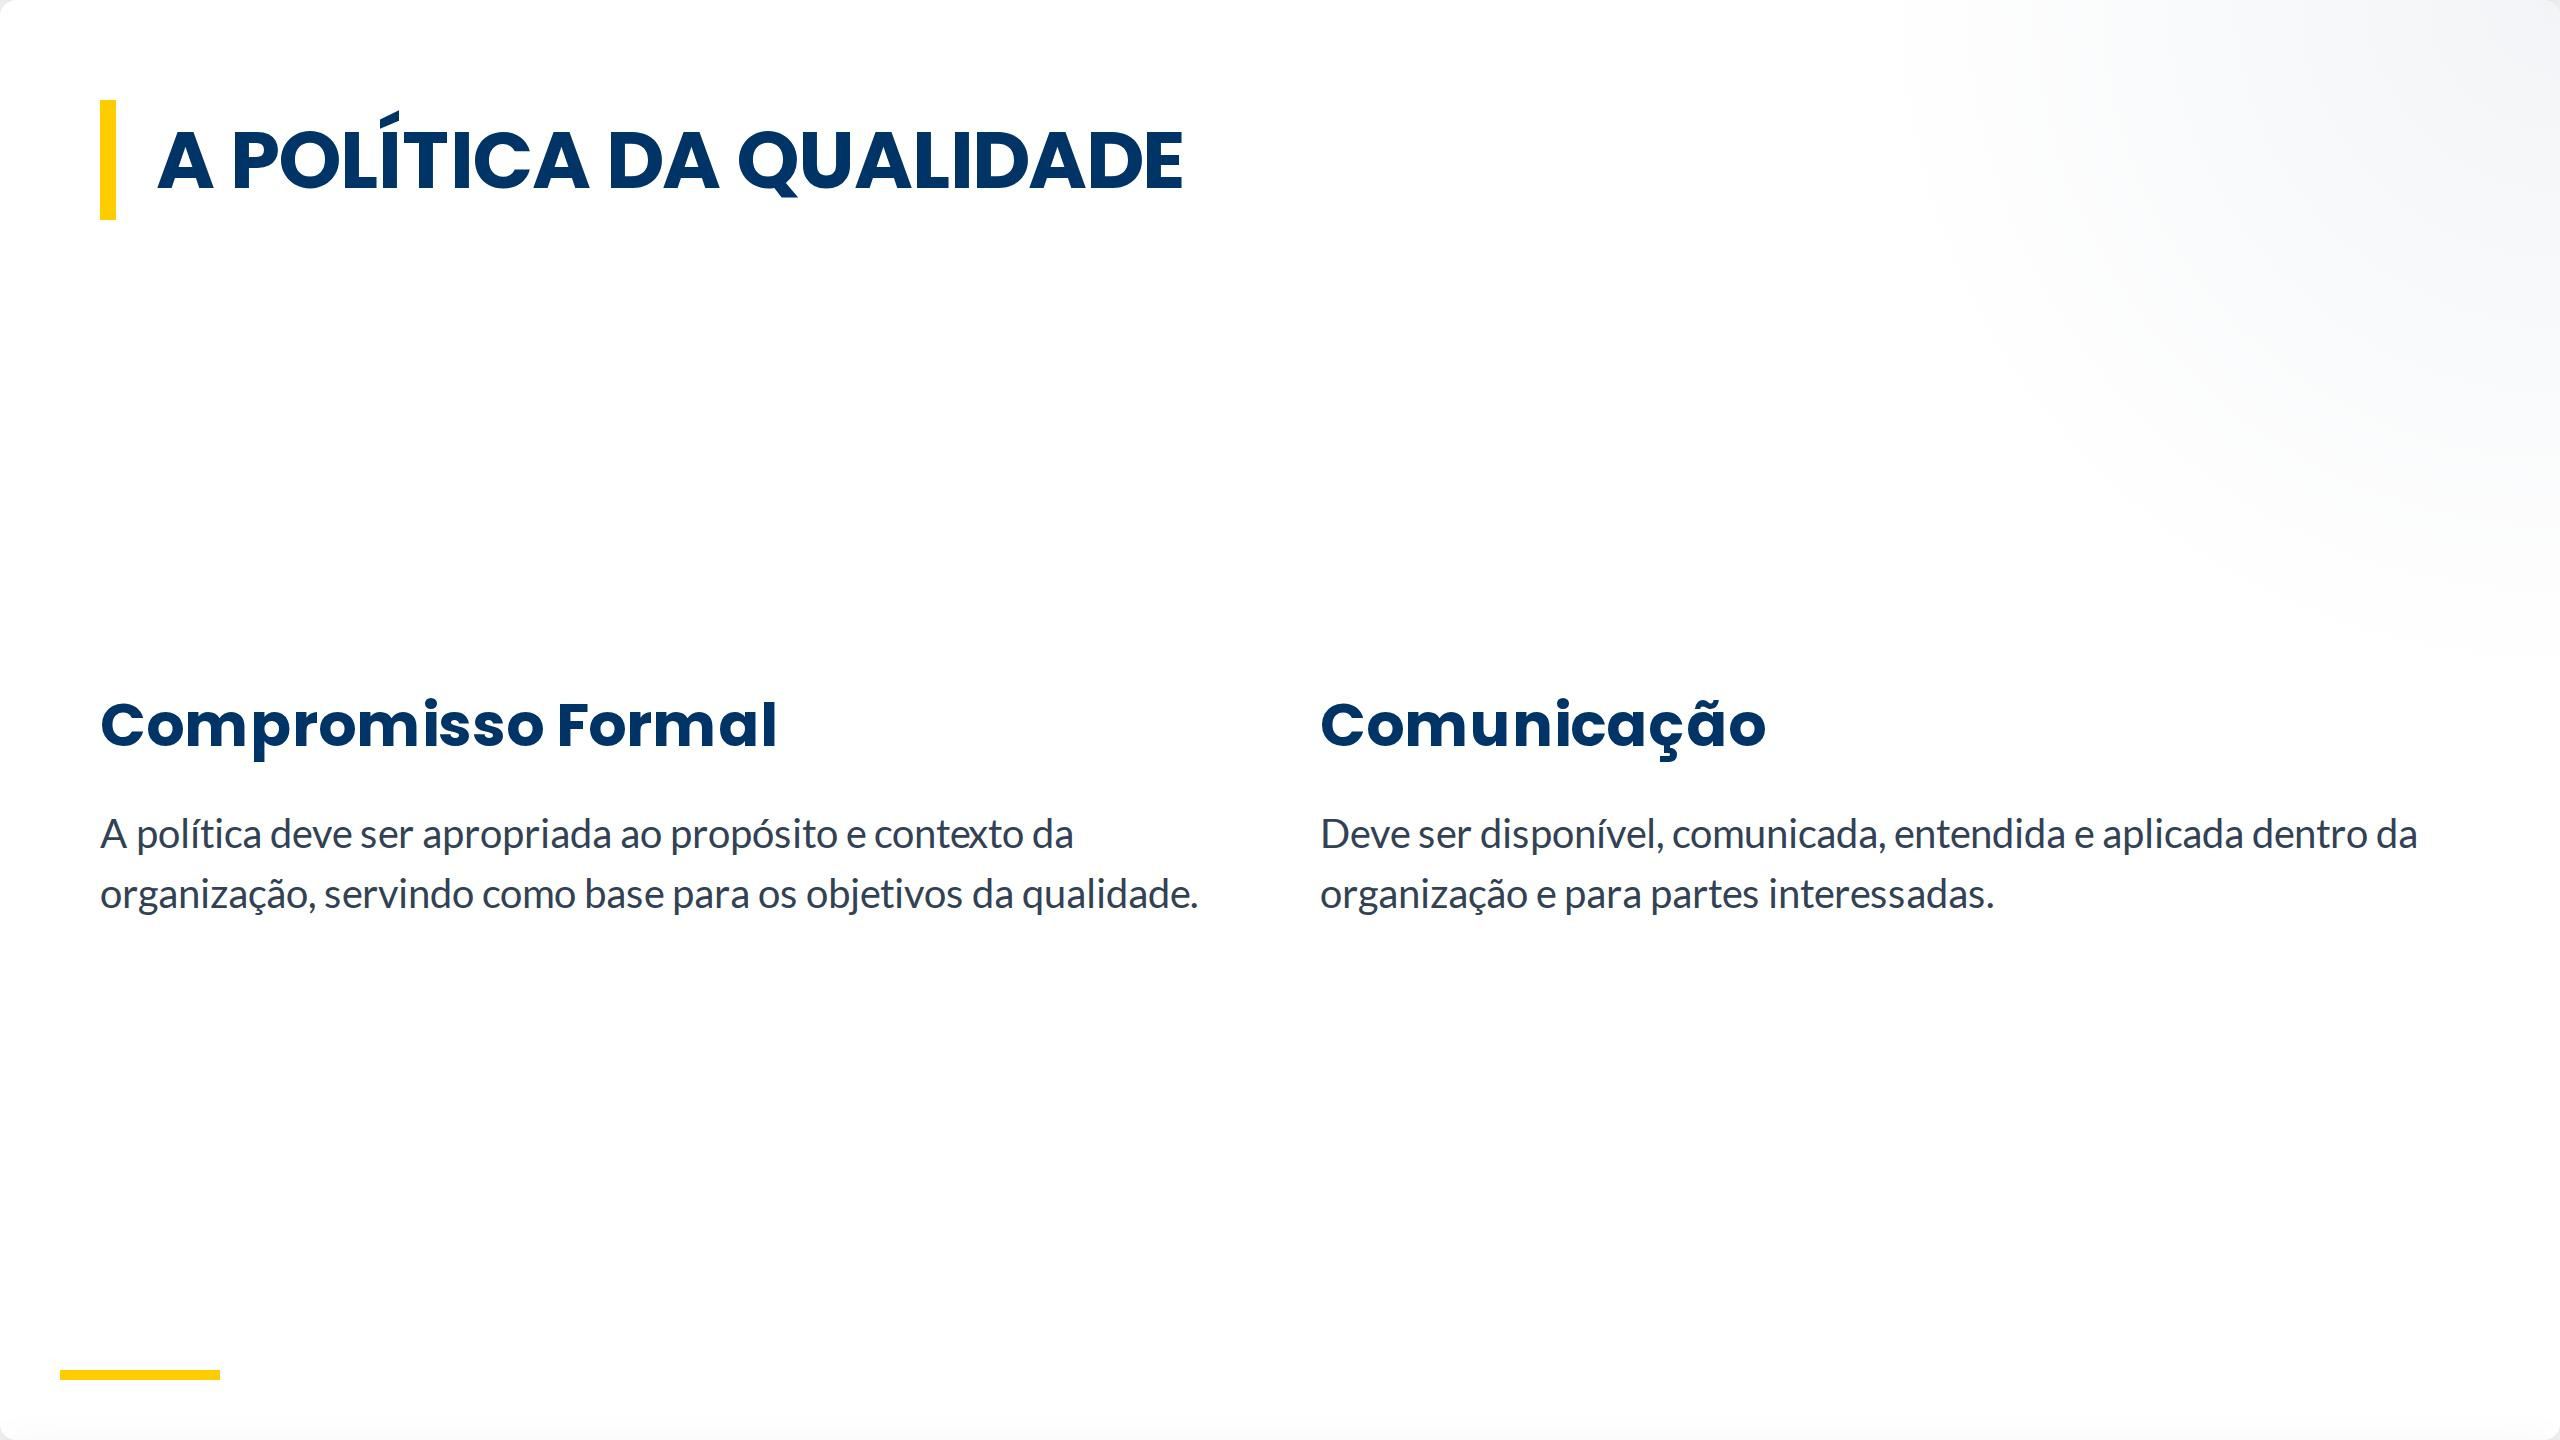 A POLÍTICA DA QUALIDADE
Compromisso Formal
A política deve ser apropriada ao propósito e contexto da
organização, servindo como base para os objetivos da qualidade.
Comunicação
Deve ser disponível, comunicada, entendida e aplicada dentro da
organização e para partes interessadas.